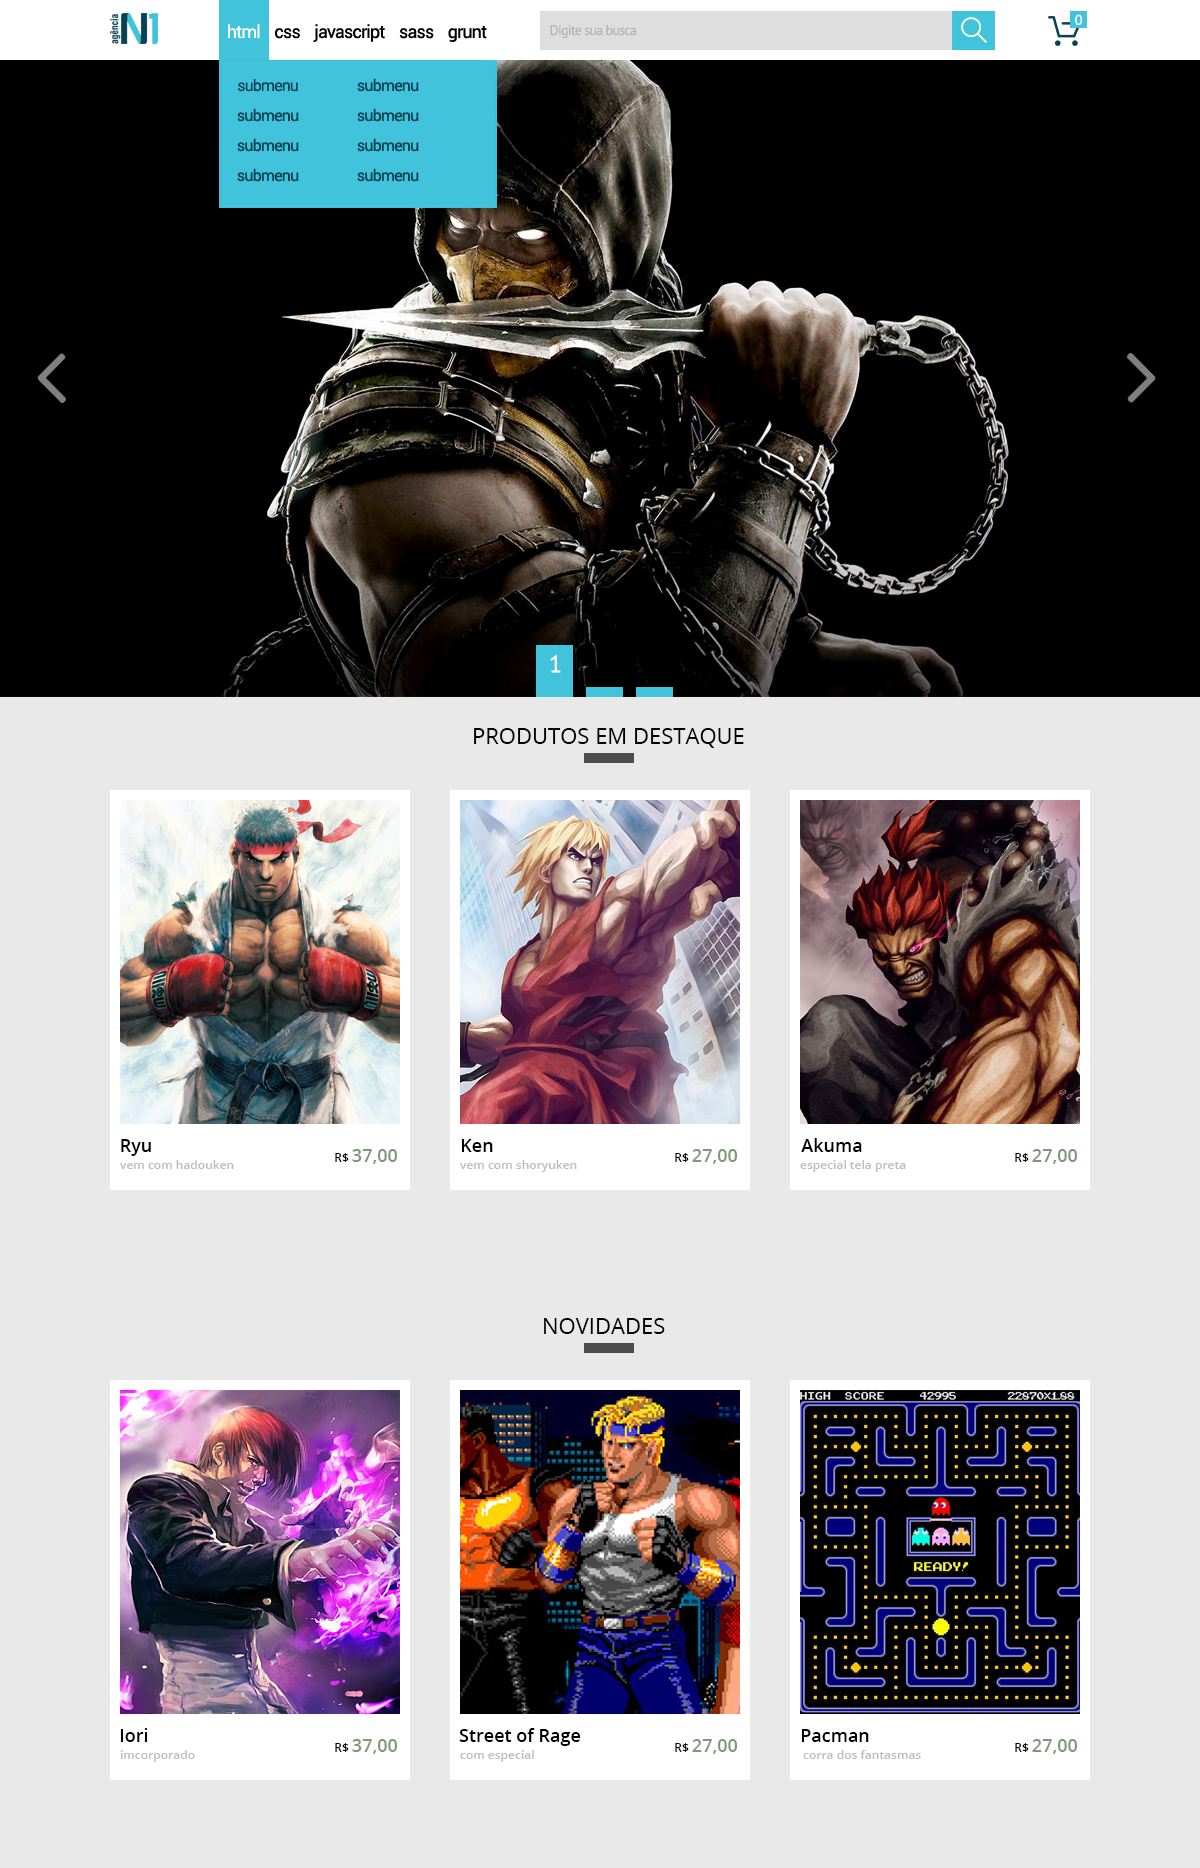 agência N1
html css javascript sass grunt
Digite sua busca
0
submenu submenu
submenu submenu
submenu submenu
submenu submenu
1
PRODUTOS EM DESTAQUE
Ryu
vem com hadouken
R$ 37,00
Ken
vem com shoryuken
R$ 27,00
Akuma
especial tela preta
R$ 27,00
NOVIDADES
HIGH SCORE 42995 22870X1.88
READY!
Iori
imcorporado
R$ 37,00
Street of Rage
com especial
R$ 27,00
Pacman
corra dos fantasmas
R$ 27,00